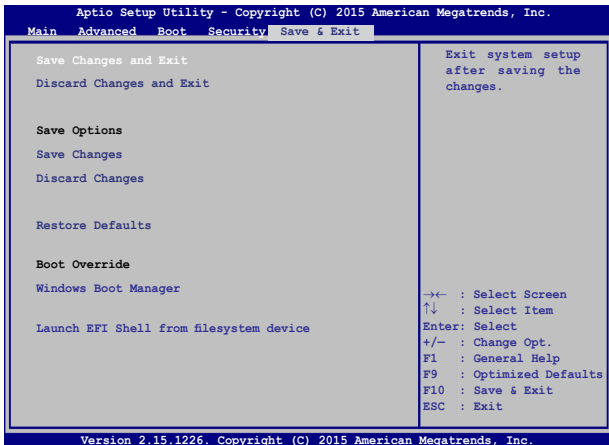 Aptio Setup Utility - Copyright (C) 2015 American Megatrends, Inc.
Main Advanced Boot Security Save & Exit
Save Changes and Exit
Discard Changes and Exit
Save Options
Save Changes
Discard Changes
Restore Defaults
Boot Override
Windows Boot Manager
Launch EFI Shell from filesystem device
Exit system setup
after saving the
changes.
→← : Select Screen
↑↓ : Select Item
Enter: Select
+/— : Change Opt.
F1 : General Help
F9 : Optimized Defaults
F10 : Save & Exit
ESC : Exit
Version 2.15.1226. Copyright (C) 2015 American Megatrends, Inc.